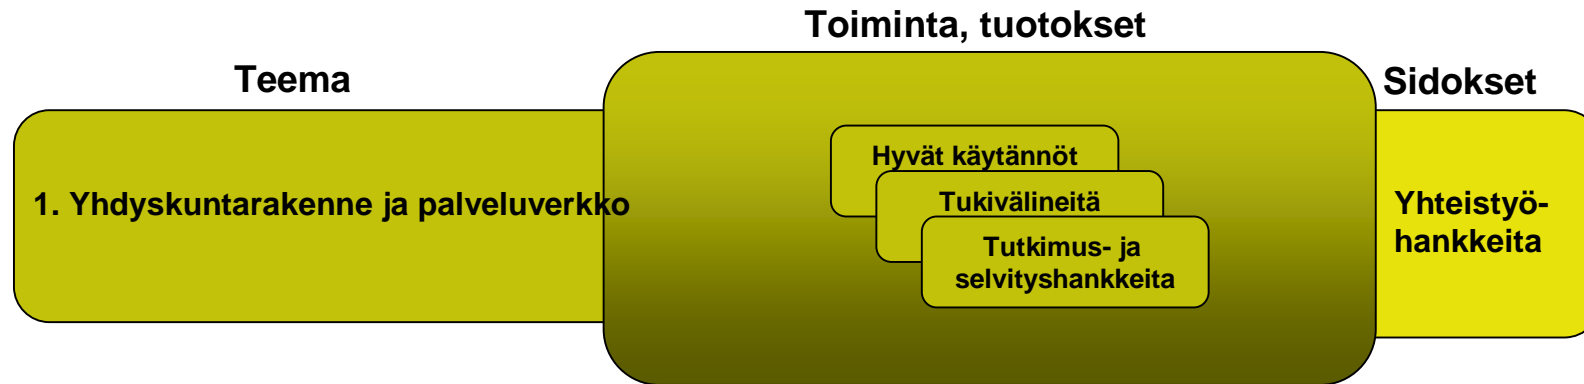 Toiminta, tuotokset
Teema
Sidokset
1. Yhdyskuntarakenne ja palveluverkko
Hyvät käytännöt
Tukivälineitä
Tutkimus- ja
selvityshankkeita
Yhteistyö-
hankkeita